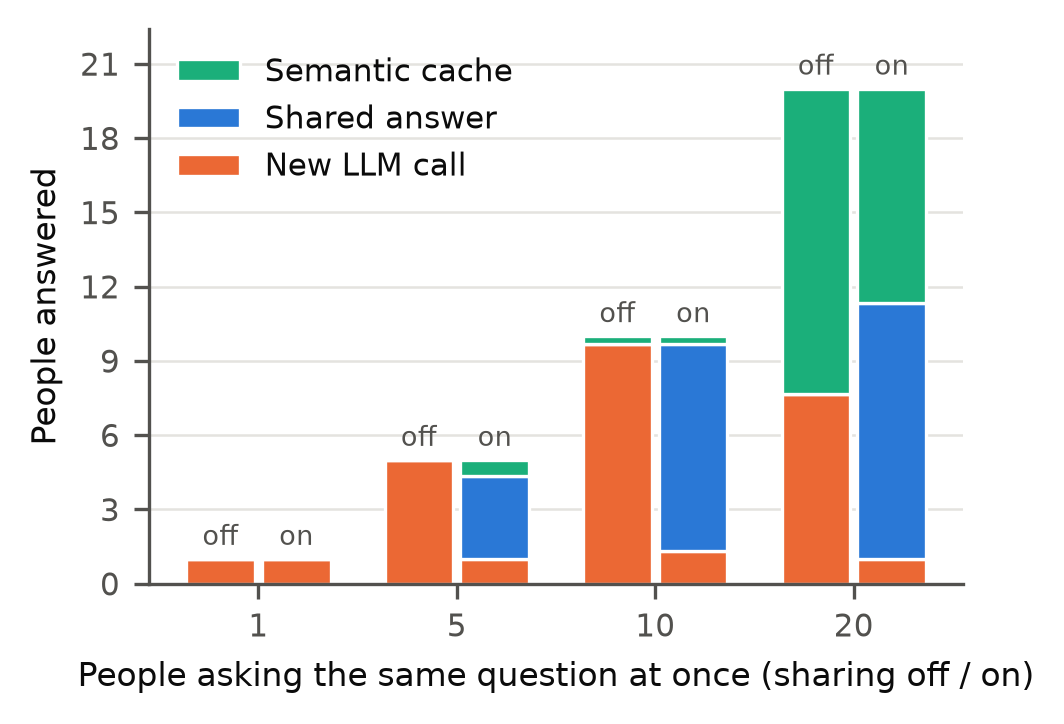 Semantic cache
Shared answer
New LLM call
People answered
21
18
15
12
9
6
3
0
off on
off on
off on
off on
1 5 10 20
People asking the same question at once (sharing off / on)